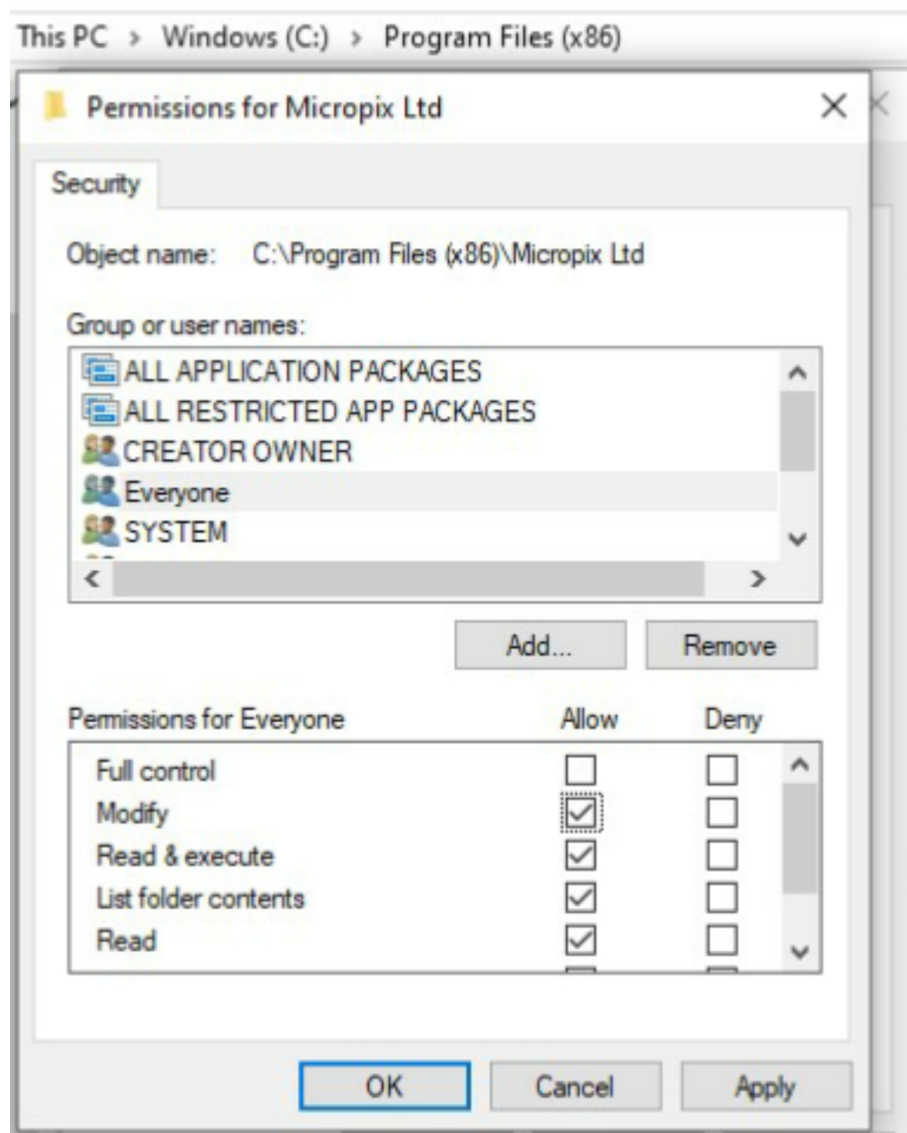 This PC > Windows (C:) > Program Files (x86)
Permissions for Micropix Ltd
Security
Object name: C:\Program Files (x86)\Micropix Ltd
Group or user names:
ALL APPLICATION PACKAGES
ALL RESTRICTED APP PACKAGES
CREATOR OWNER
Everyone
SYSTEM
Add... Remove
Permissions for Everyone Allow Deny
Full control
Modify
Read & execute
List folder contents
Read
OK Cancel Apply